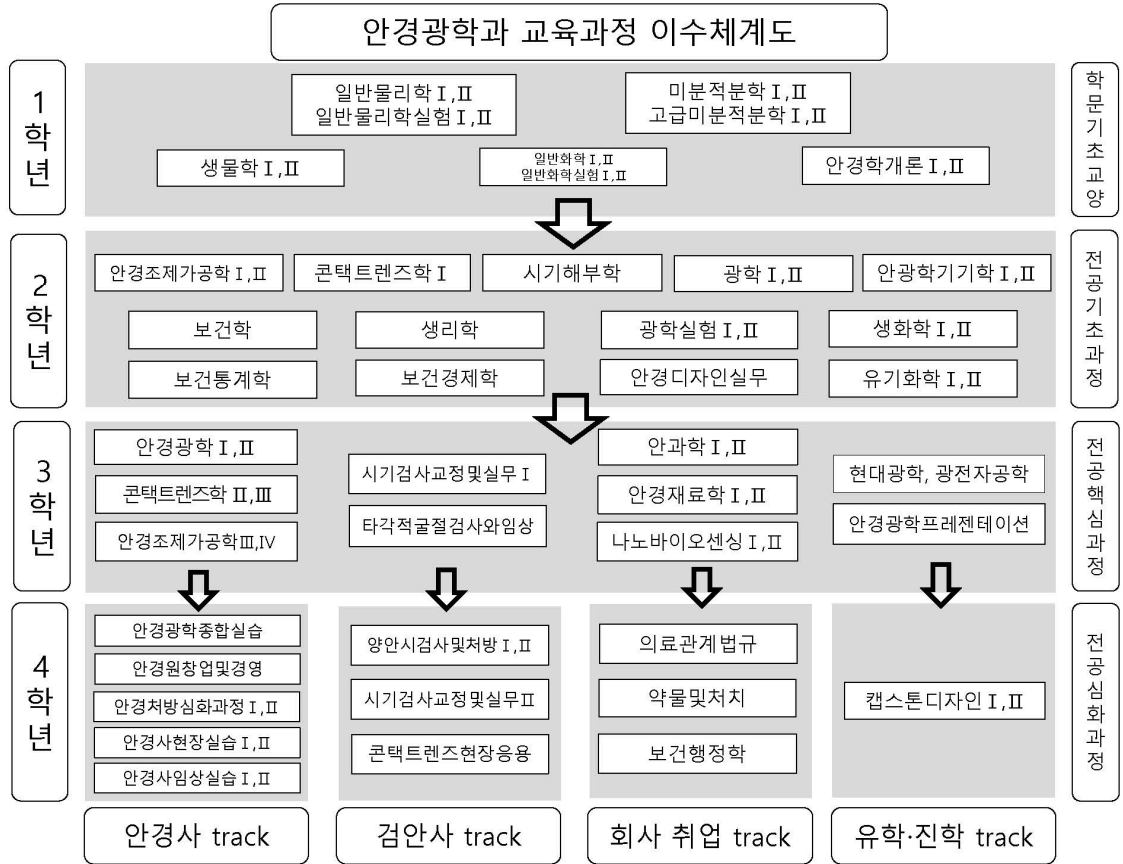 안경광학과 교육과정 이수체계도
1
학
년
일반물리학Ⅰ,Ⅱ
일반물리학실험Ⅰ,Ⅱ
미분적분학Ⅰ,Ⅱ
고급미분적분학Ⅰ,Ⅱ
생물학Ⅰ,Ⅱ
일반화학Ⅰ,Ⅱ
일반화학실험Ⅰ,Ⅱ
안경학개론Ⅰ,Ⅱ
학
문
기
초
교
양
2
학
년
안경조제가공학Ⅰ,Ⅱ
콘택트렌즈학Ⅰ
시기해부학
광학Ⅰ,Ⅱ
안광학기기학Ⅰ,Ⅱ
보건학
생리학
광학실험Ⅰ,Ⅱ
생화학Ⅰ,Ⅱ
보건통계학
보건경제학
안경디자인실무
유기화학Ⅰ,Ⅱ
전
공
기
초
과
정
3
학
년
안경광학Ⅰ,Ⅱ
콘택트렌즈학Ⅱ,Ⅲ
안경조제가공학Ⅲ,Ⅳ
시기검사교정및실무Ⅰ
타각적굴절검사와임상
안과학Ⅰ,Ⅱ
안경재료학Ⅰ,Ⅱ
나노바이오센싱Ⅰ,Ⅱ
현대광학, 광전자공학
안경광학프레젠테이션
전
공
핵
심
과
정
4
학
년
안경광학종합실습
안경원창업및경영
안경처방심화과정Ⅰ,Ⅱ
안경사현장실습Ⅰ,Ⅱ
안경사임상실습Ⅰ,Ⅱ
양안시검사및처방Ⅰ,Ⅱ
시기검사교정및실무Ⅱ
콘택트렌즈현장응용
의료관계법규
약물및처치
보건행정학
캡스톤디자인Ⅰ,Ⅱ
전
공
심
화
과
정
안경사 track
검안사 track
회사 취업 track
유학·진학 track